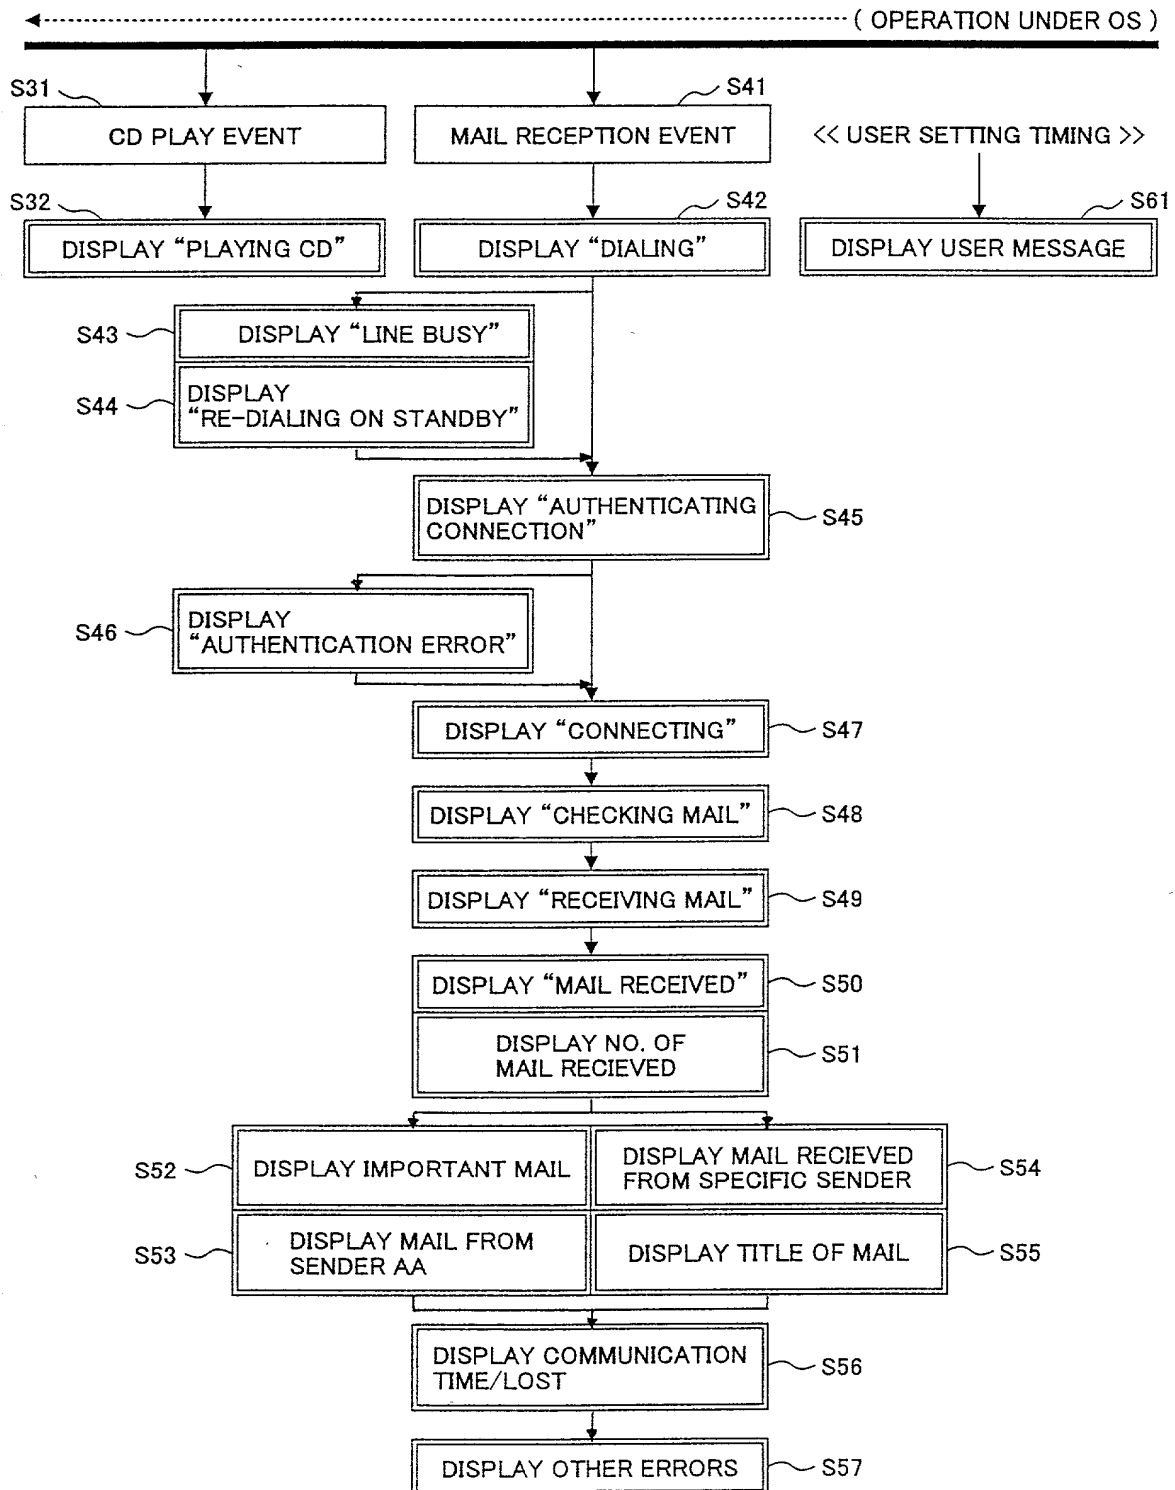 ( OPERATION UNDER OS )
S31
CD PLAY EVENT
S41
MAIL RECEPTION EVENT
<< USER SETTING TIMING >>
S32
DISPLAY “PLAYING CD”
S42
DISPLAY “DIALING”
S61
DISPLAY USER MESSAGE
S43
DISPLAY “LINE BUSY”
S44
DISPLAY
“RE-DIALING ON STANDBY”
DISPLAY “AUTHENTICATING
CONNECTION”
S45
S46
DISPLAY
“AUTHENTICATION ERROR”
DISPLAY “CONNECTING”
S47
DISPLAY “CHECKING MAIL”
S48
DISPLAY “RECEIVING MAIL”
S49
DISPLAY “MAIL RECEIVED”
S50
DISPLAY NO. OF
MAIL RECIEVED
S51
S52
DISPLAY IMPORTANT MAIL
DISPLAY MAIL RECIEVED
FROM SPECIFIC SENDER
S54
S53
DISPLAY MAIL FROM
SENDER AA
DISPLAY TITLE OF MAIL
S55
DISPLAY COMMUNICATION
TIME/LOST
S56
DISPLAY OTHER ERRORS
S57